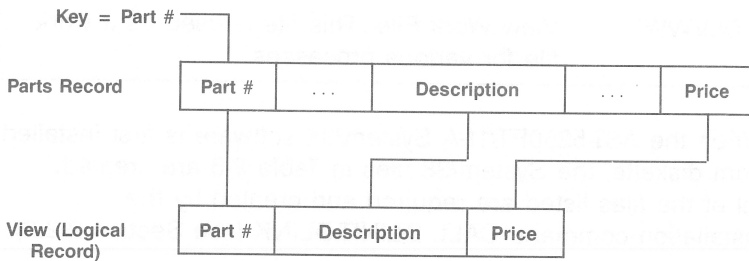 Key = Part #
Parts Record
Part # ... Description ... Price
View (Logical
Record)
Part # Description Price